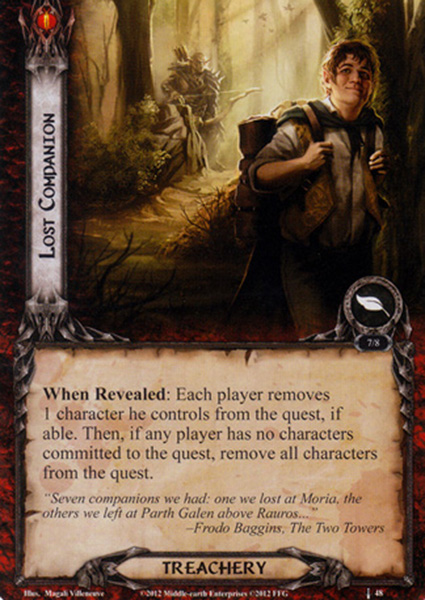 LOST COMPANION
7/8
When Revealed: Each player removes
1 character he controls from the quest, if
able. Then, if any player has no characters
committed to the quest, remove all characters
from the quest.
“Seven companions we had: one we lost at Moria, the
others we left at Parth Galen above Rauros...”
–Frodo Baggins, The Two Towers
TREACHERY
Illus. Magali Villeneuve ©2012 Middle-earth Enterprises ©2012 FFG 48